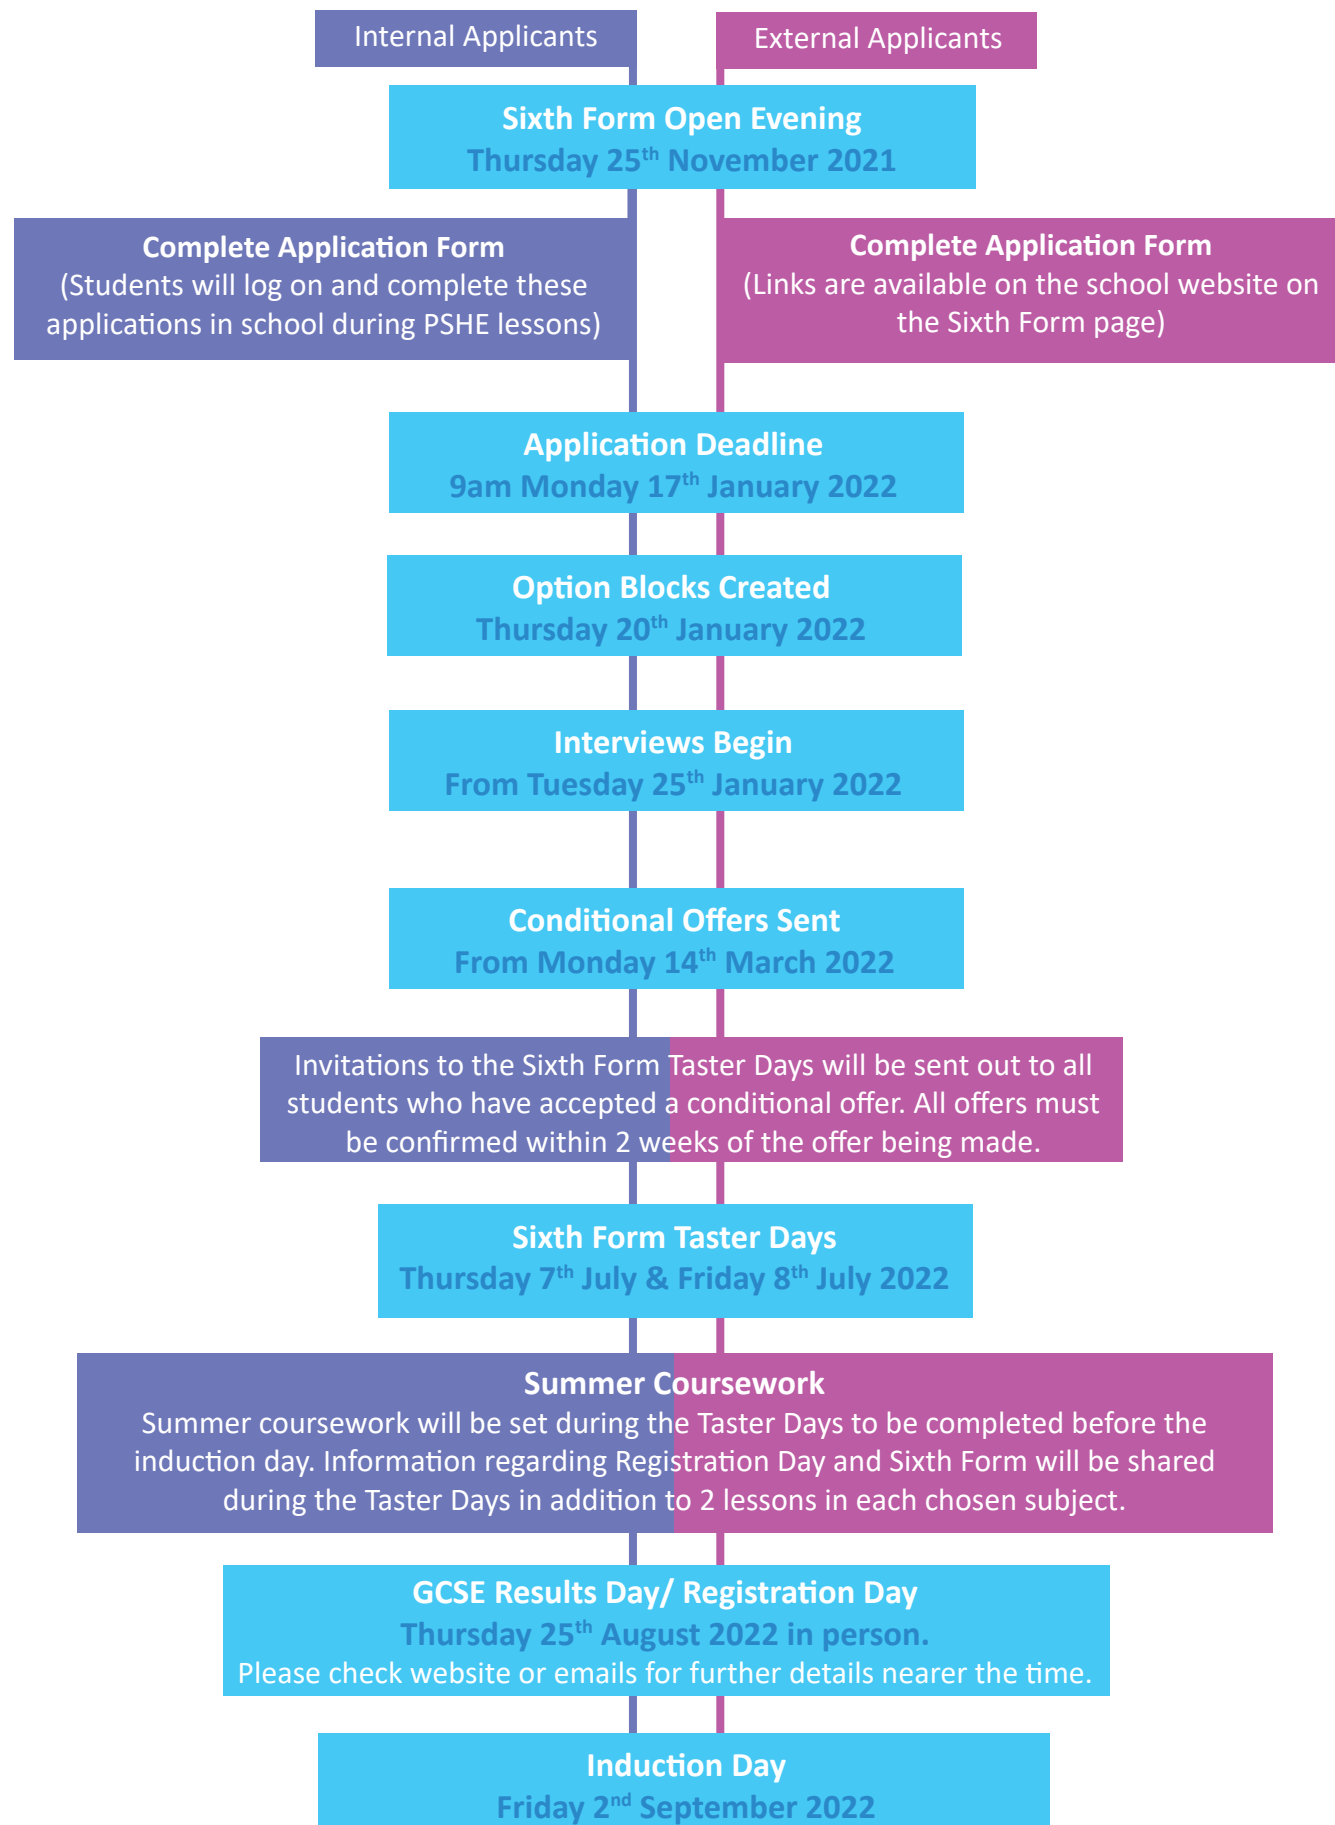 Internal Applicants
External Applicants
Sixth Form Open Evening
Thursday 25th November 2021
Complete Application Form
(Students will log on and complete these
applications in school during PSHE lessons)
Complete Application Form
(Links are available on the school website on
the Sixth Form page)
Application Deadline
9am Monday 17th January 2022
Option Blocks Created
Thursday 20th January 2022
Interviews Begin
From Tuesday 25th January 2022
Conditional Offers Sent
From Monday 14th March 2022
Invitations to the Sixth Form Taster Days will be sent out to all
students who have accepted a conditional offer. All offers must
be confirmed within 2 weeks of the offer being made.
Sixth Form Taster Days
Thursday 7th July & Friday 8th July 2022
Summer Coursework
Summer coursework will be set during the Taster Days to be completed before the
induction day. Information regarding Registration Day and Sixth Form will be shared
during the Taster Days in addition to 2 lessons in each chosen subject.
GCSE Results Day/ Registration Day
Thursday 25th August 2022 in person.
Please check website or emails for further details nearer the time.
Induction Day
Friday 2nd September 2022